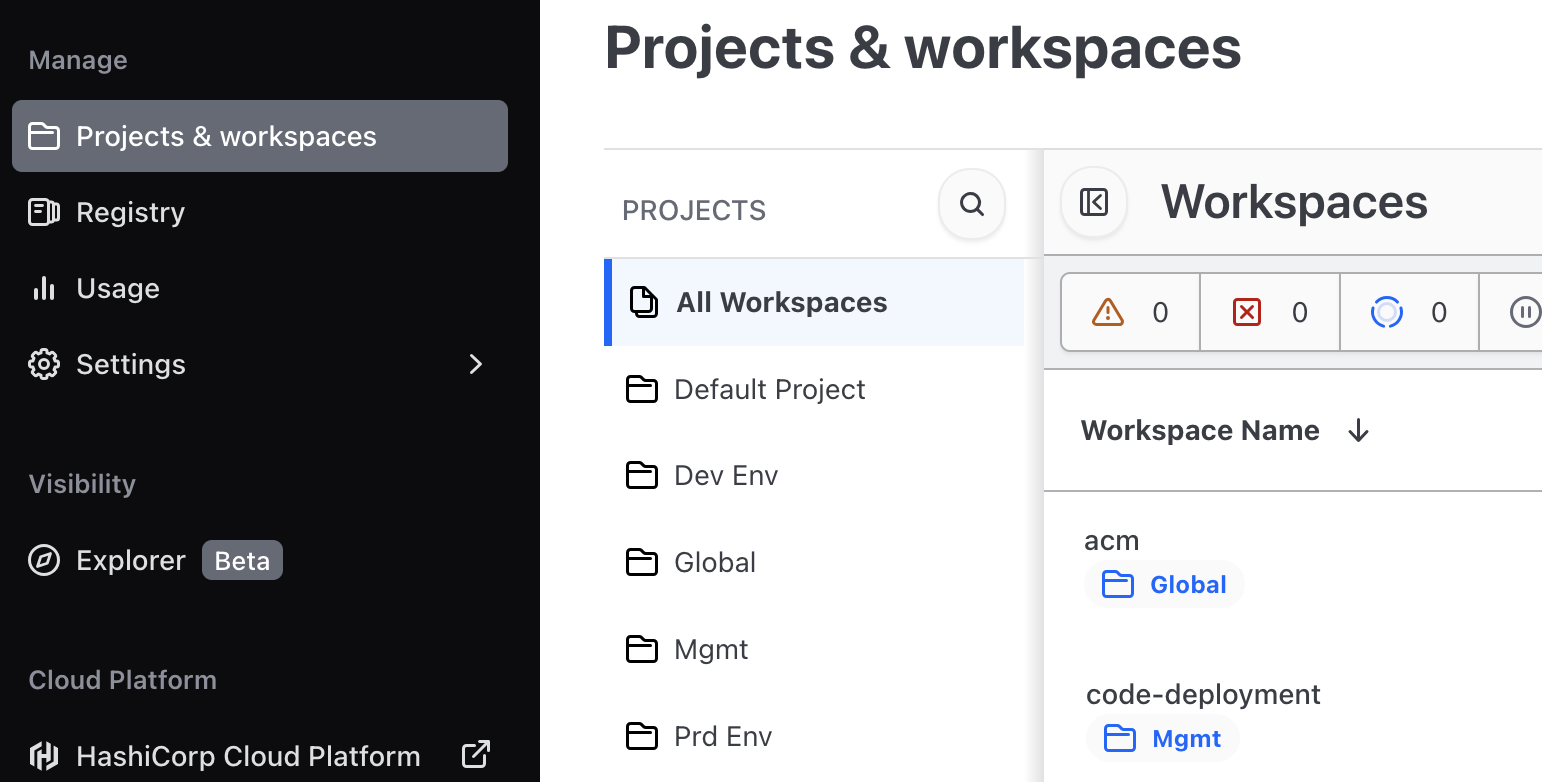 Manage
Projects & workspaces
Registry
Usage
Settings
Visibility
Explorer Beta
Cloud Platform
HashiCorp Cloud Platform
Projects & workspaces
PROJECTS
All Workspaces
Default Project
Dev Env
Global
Mgmt
Prd Env
Workspaces
0 0 0
Workspace Name
acm
Global
code-deployment
Mgmt